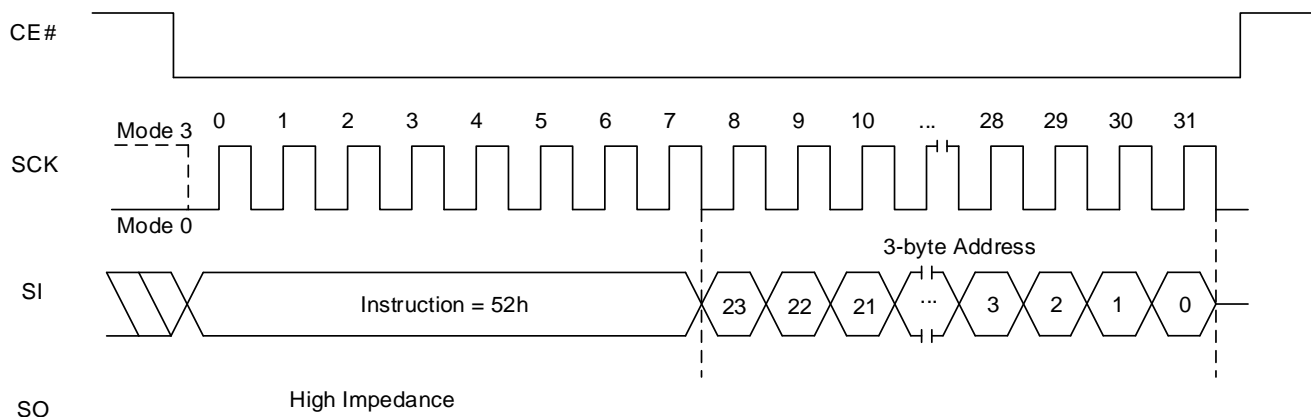 CE#
Mode 3 0 1 2 3 4 5 6 7 8 9 10 ... 28 29 30 31
SCK
Mode 0
3-byte Address
SI Instruction = 52h 23 22 21 ... 3 2 1 0
High Impedance
SO